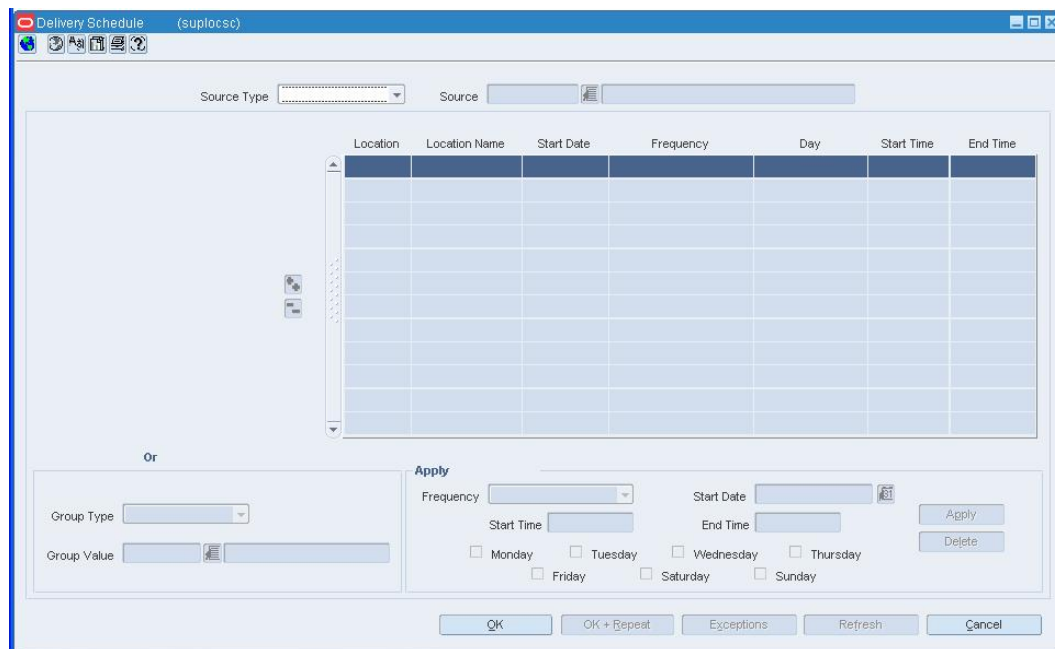 Delivery Schedule (suplocsc)
Source Type Source
Location Location Name Start Date Frequency Day Start Time End Time
Or
Group Type
Group Value
Apply
Frequency Start Date
Start Time End Time
Monday Tuesday Wednesday Thursday
Friday Saturday Sunday
Apply
Delete
OK OK + Repeat Exceptions Refresh Cancel